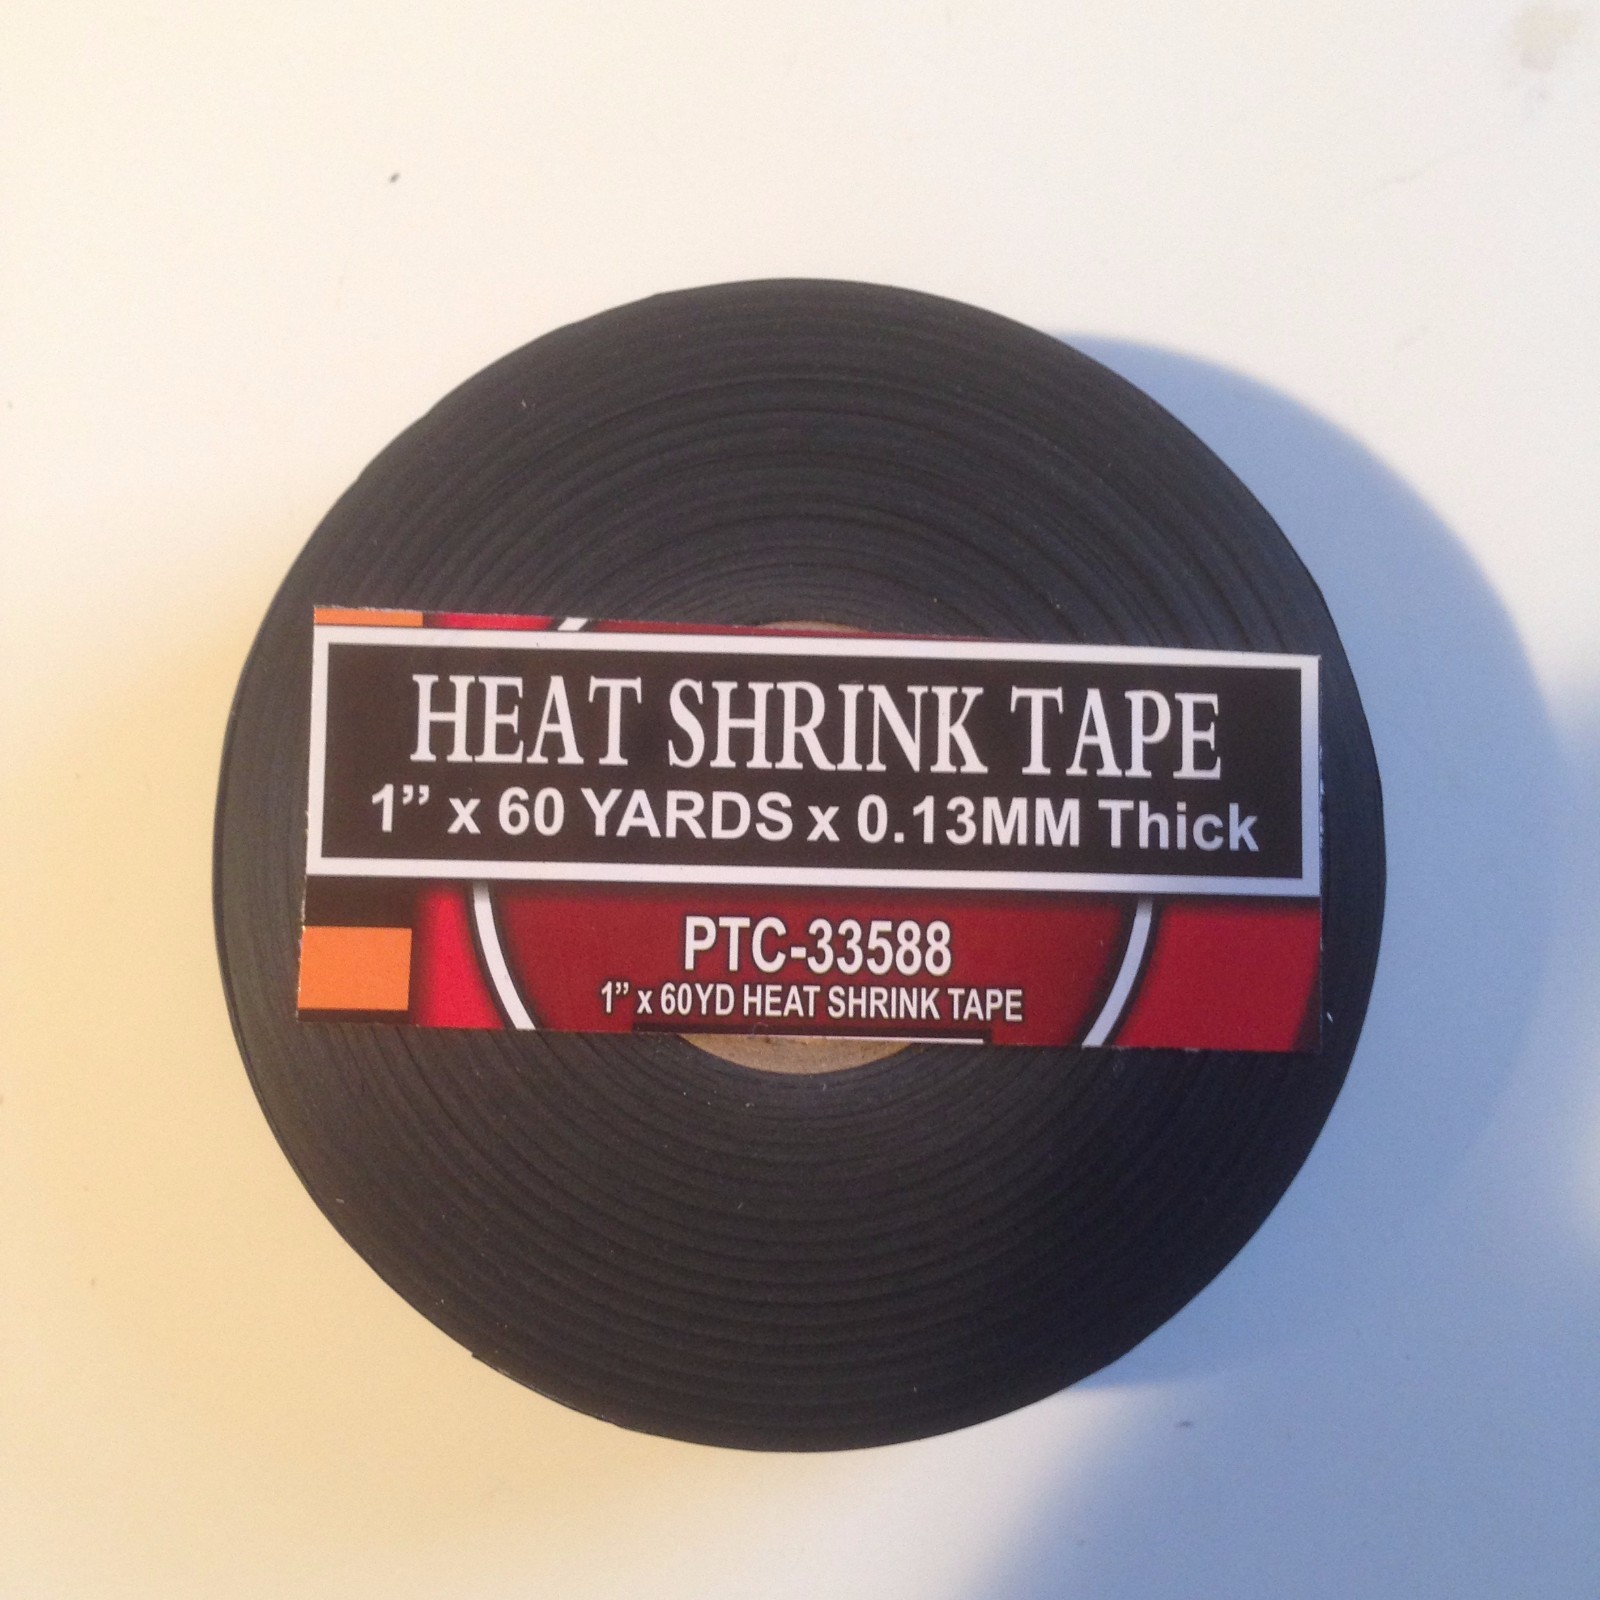 HEAT SHRINK TAPE
1” x 60 YARDS x 0.13MM Thick
PTC-33588
1” x 60YD HEAT SHRINK TAPE